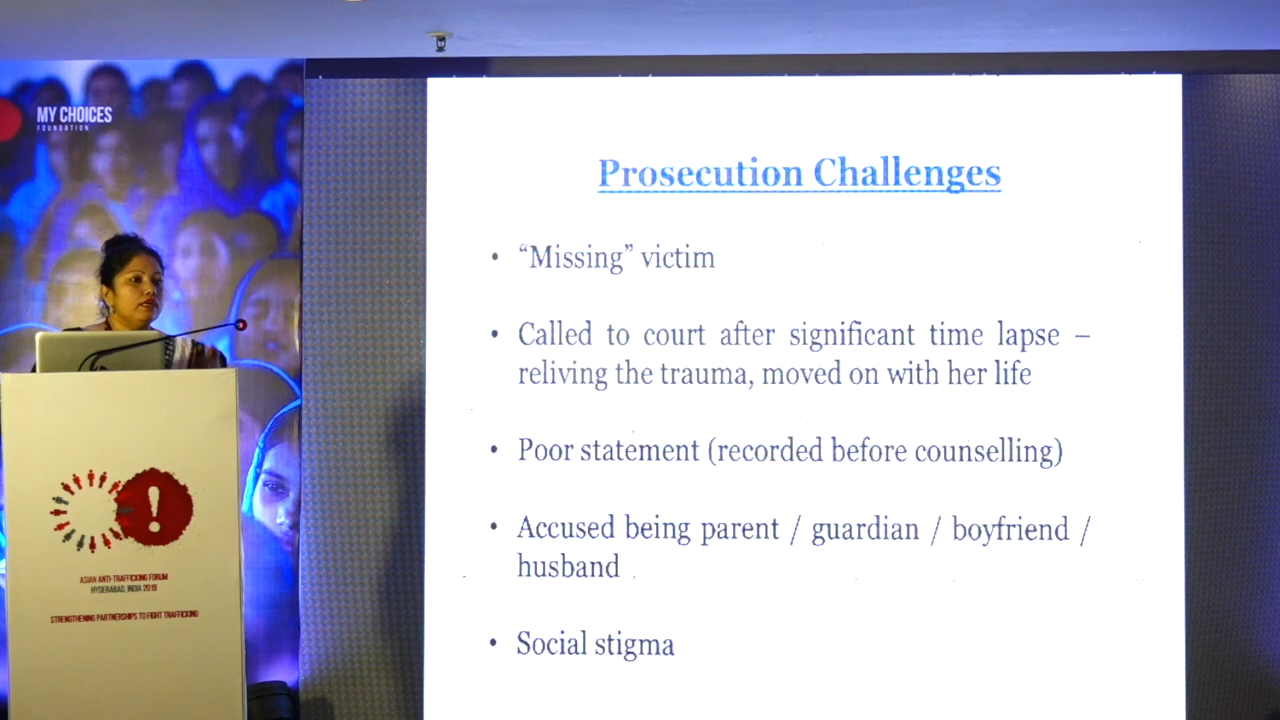 MY CHOICES
FOUNDATION
Prosecution Challenges
• “Missing” victim
• Called to court after significant time lapse –
reliving the trauma, moved on with her life
• Poor statement (recorded before counselling)
• Accused being parent / guardian / boyfriend /
husband
• Social stigma
ASIAN ANTI-TRAFFICKING FORUM
HYDERABAD, INDIA 2019
STRENGTHENING PARTNERSHIPS TO FIGHT TRAFFICKING